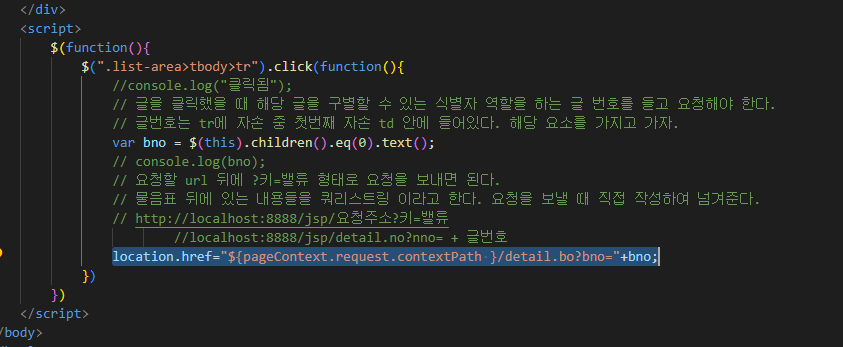 </div>
<script>
$(function(){
$(".list-area>tbody>tr").click(function(){
//console.log("클릭됨");
// 글을 클릭했을 때 해당 글을 구별할 수 있는 식별자 역할을 하는 글 번호를 들고 요청해야 한다.
// 글번호는 tr에 자손 중 첫번째 자손 td 안에 들어있다. 해당 요소를 가지고 가자.
var bno = $(this).children().eq(0).text();
// console.log(bno);
// 요청할 url 뒤에 ?키=밸류 형태로 요청을 보내면 된다.
// 물음표 뒤에 있는 내용들을 쿼리스트링 이라고 한다. 요청을 보낼 때 직접 작성하여 넘겨준다.
// http://localhost:8888/jsp/요청주소?키=밸류
//localhost:8888/jsp/detail.no?nno= + 글번호
location.href="${pageContext.request.contextPath }/detail.bo?bno="+bno;
})
})
</script>
/body>